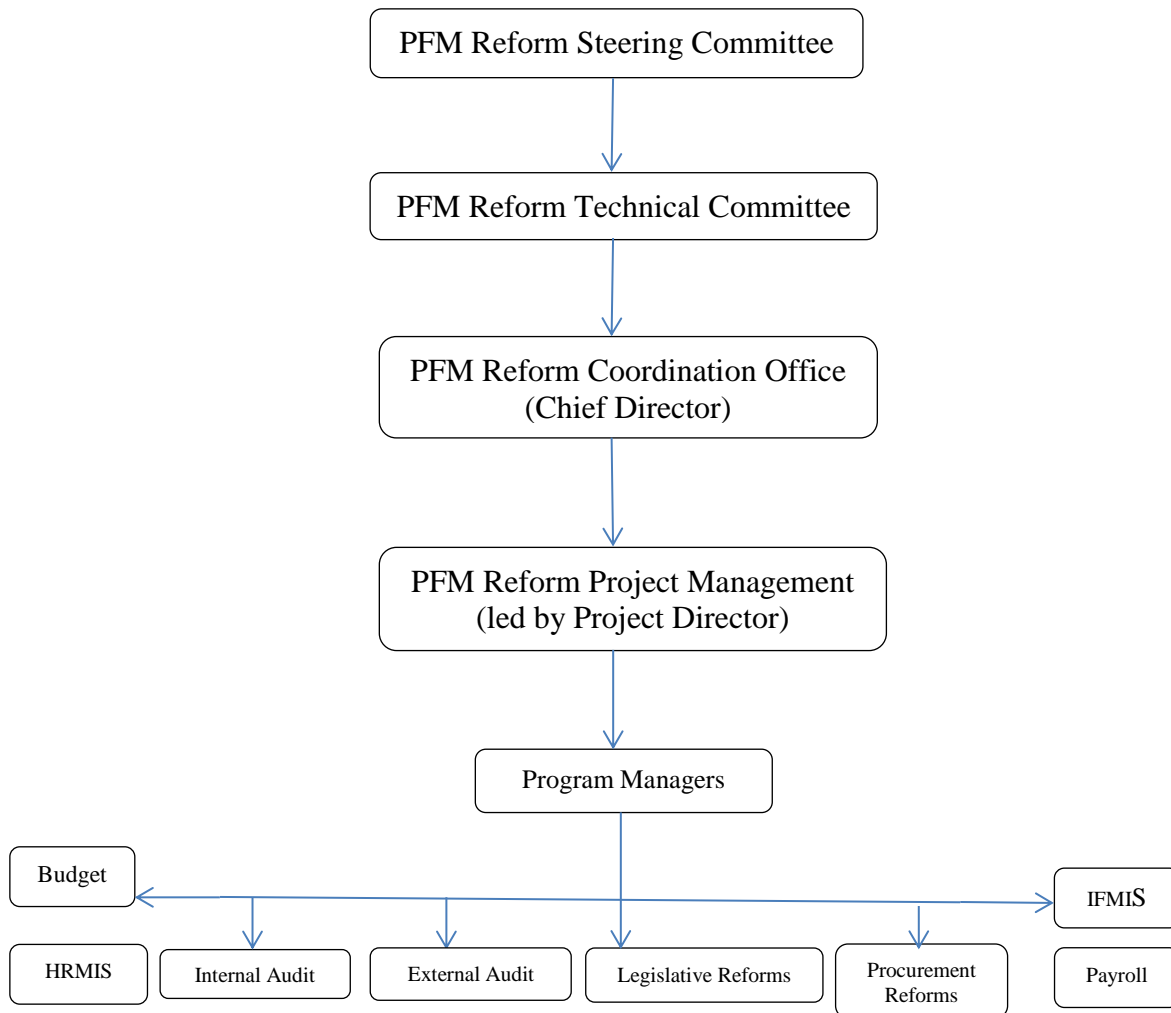 PFM Reform Steering Committee
PFM Reform Technical Committee
PFM Reform Coordination Office
(Chief Director)
PFM Reform Project Management
(led by Project Director)
Program Managers
Budget
IFMIS
HRMIS
Internal Audit
External Audit
Legislative Reforms
Procurement
Reforms
Payroll